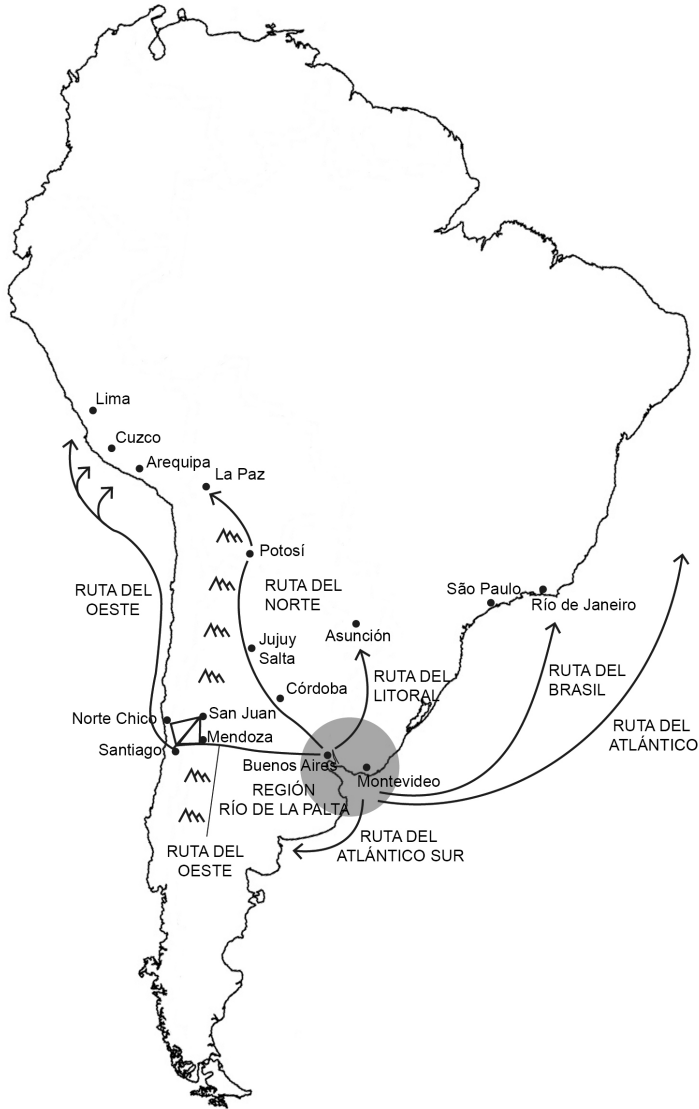 Lima
Cuzco
Arequipa
La Paz
Potosí
RUTA DEL
OESTE
RUTA DEL
NORTE
São Paulo
Río de Janeiro
Asunción
Jujuy
Salta
RUTA DEL
LITORAL
RUTA DEL
BRASIL
Córdoba
Norte Chico
San Juan
RUTA DEL
ATLÁNTICO
Mendoza
Santiago
Buenos Aires
Montevideo
REGIÓN
RÍO DE LA PALTA
RUTA DEL
OESTE
RUTA DEL
ATLÁNTICO SUR